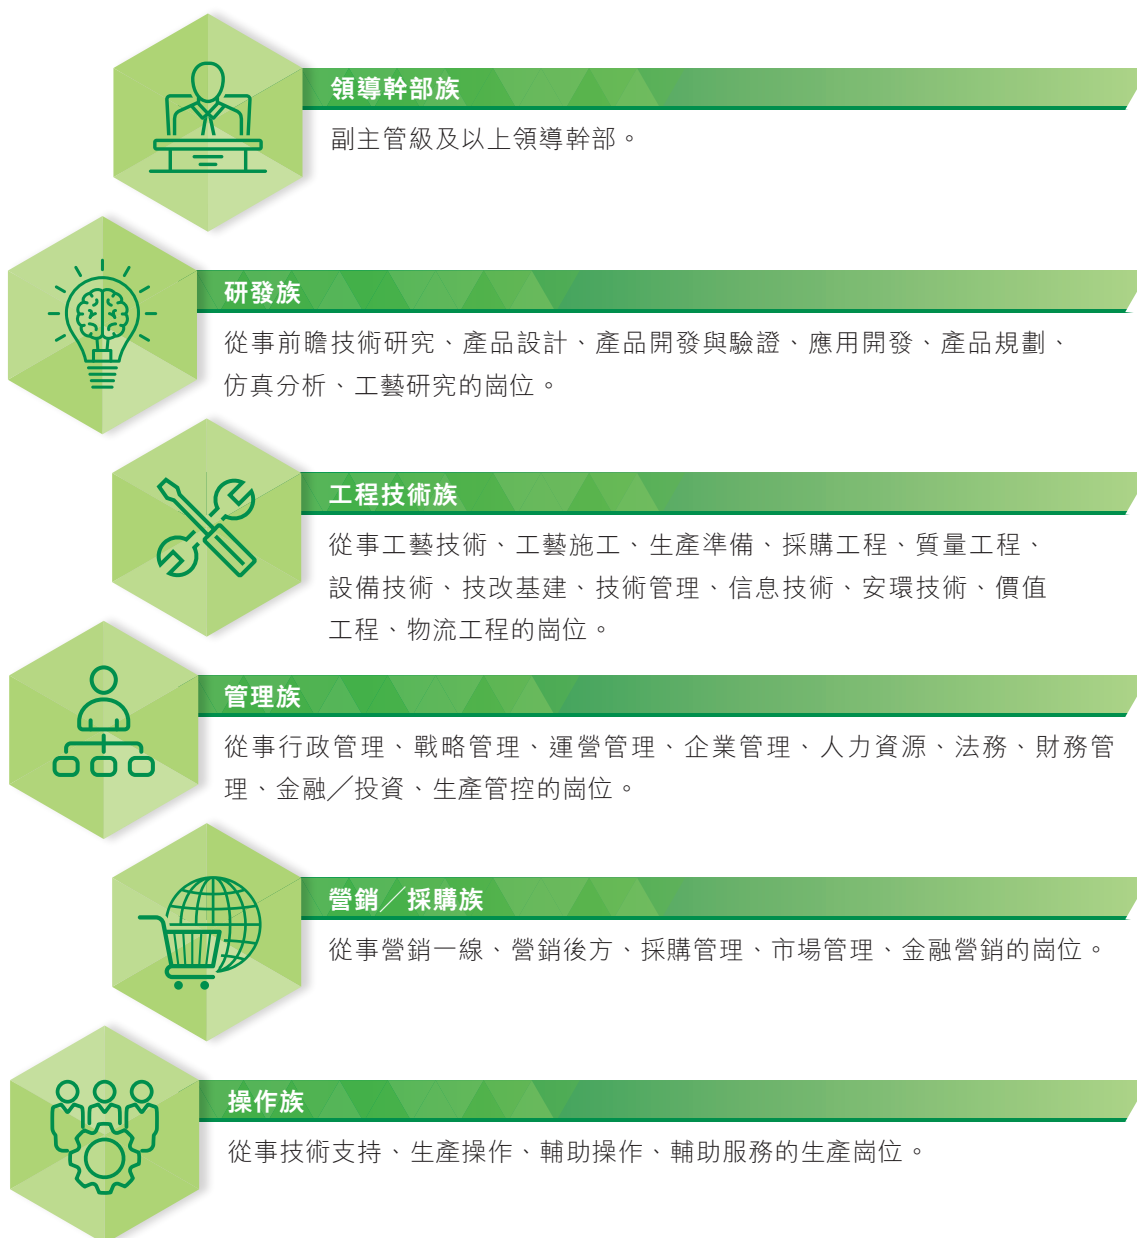 領導幹部族
副主管級及以上領導幹部。
研發族
從事前瞻技術研究、產品設計、產品開發與驗證、應用開發、產品規劃、
仿真分析、工藝研究的崗位。
工程技術族
從事工藝技術、工藝施工、生產準備、採購工程、質量工程、
設備技術、技改基建、技術管理、信息技術、安環技術、價值
工程、物流工程的崗位。
管理族
從事行政管理、戰略管理、運營管理、企業管理、人力資源、法務、財務管
理、金融／投資、生產管控的崗位。
營銷／採購族
從事營銷一線、營銷後方、採購管理、市場管理、金融營銷的崗位。
操作族
從事技術支持、生產操作、輔助操作、輔助服務的生產崗位。